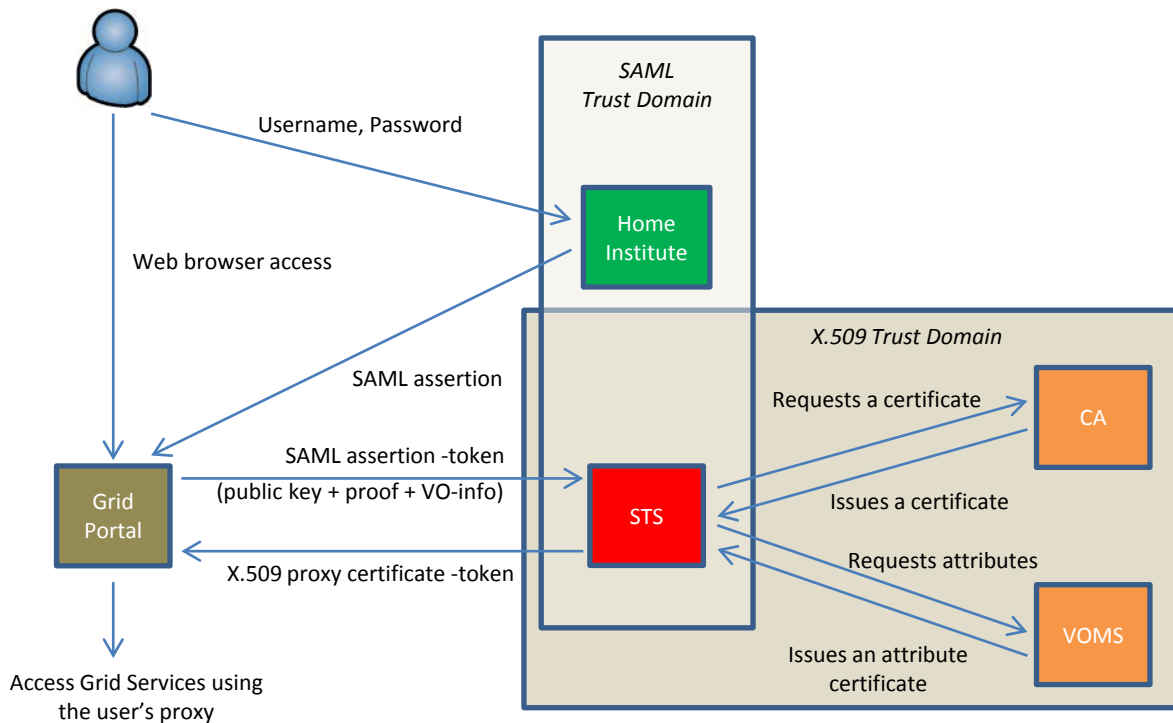 SAML
Trust Domain
Username, Password
Home
Institute
Web browser access
X.509 Trust Domain
SAML assertion
Requests a certificate
CA
SAML assertion -token
(public key + proof + VO-info)
Grid
Portal
STS
Issues a certificate
Requests attributes
X.509 proxy certificate -token
VOMS
Issues an attribute
certificate
Access Grid Services using
the user's proxy